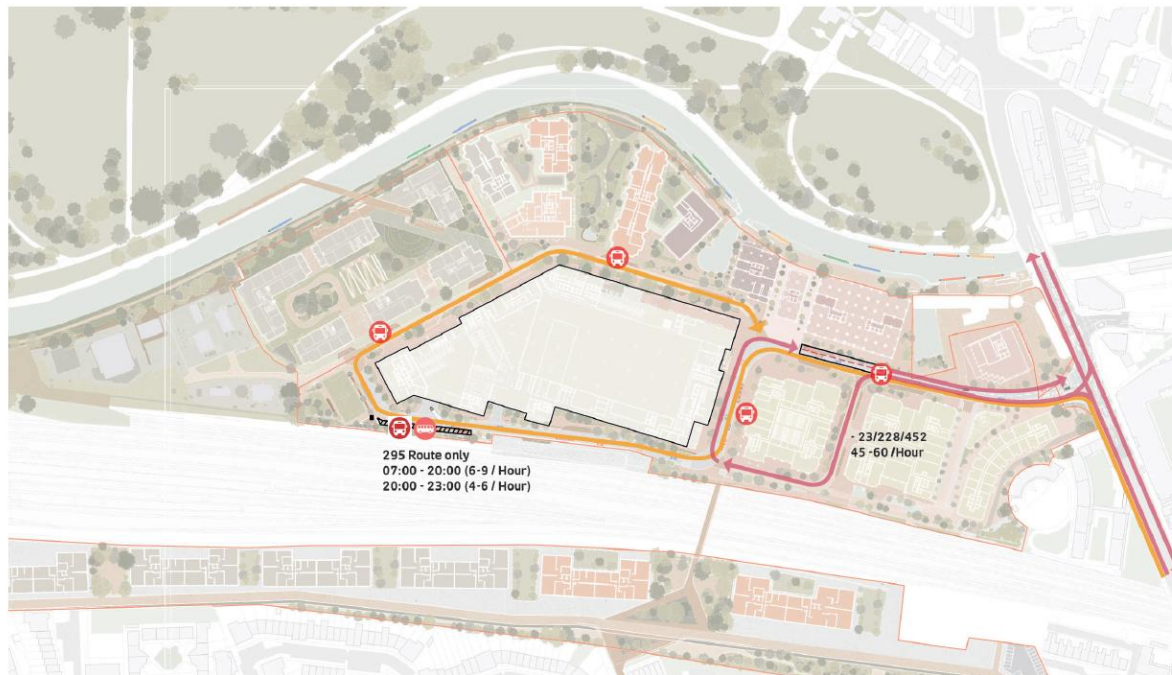 295 Route only
07:00 - 20:00 (6-9 / Hour)
20:00 - 23:00 (4-6 / Hour)
- 23/228/452
45 -60 /Hour